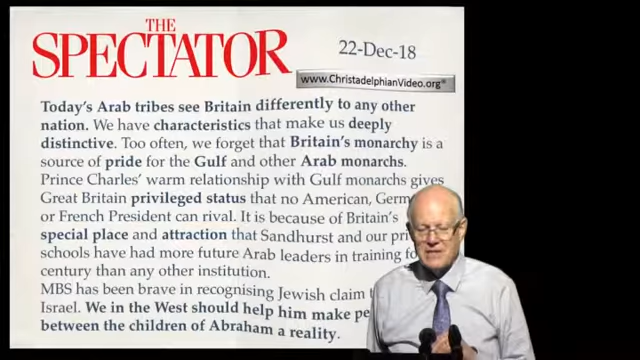 THE
SPECTATOR
22-Dec-18
www.ChristadelphianVideo.org
Today's Arab tribes see Britain differently to any other
nation. We have characteristics that make us deeply
distinctive. Too often, we forget that Britain's monarchy is a
source of pride for the Gulf and other Arab monarchs.
Prince Charles' warm relationship with Gulf monarchs gives
Great Britain privileged status that no American,
or French President can rival. It is because of Britain's
special place and attraction that Sandhurst and our
schools have had more future Arab leaders in training
century than any other institution.
MBS has been brave in recognising Jewish claim
Israel. We in the West should help him make
between the children of Abraham a reality.